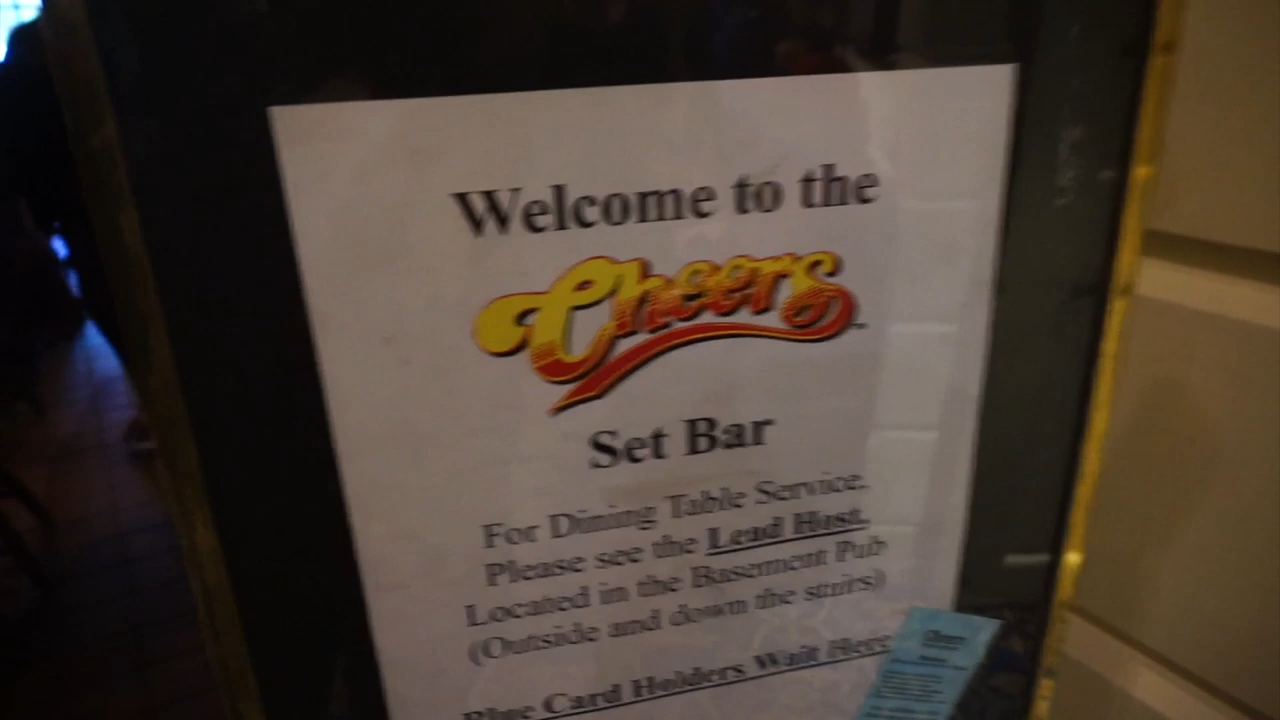 Welcome to the
Cheers
Set Bar
For Dining Table Service.
Please see the Lead Host.
Located in the Basement Pub
(Outside and down the stairs)
Blue Card Holders Wait Here
Cheers